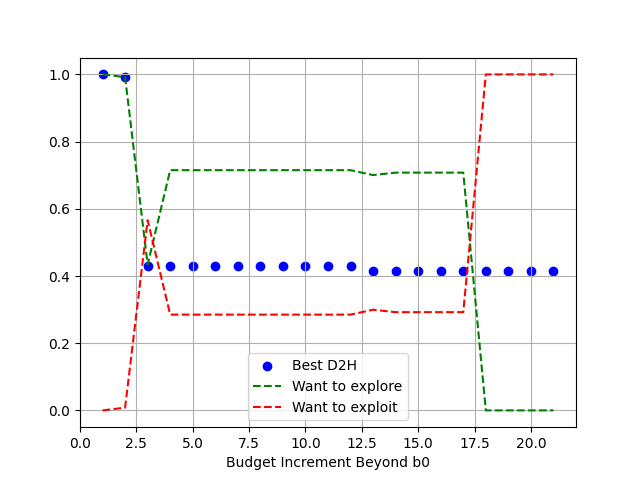 1.0
0.8
0.6
0.4
0.2
0.0
Best D2H
Want to explore
Want to exploit
0.0 2.5 5.0 7.5 10.0 12.5 15.0 17.5 20.0
Budget Increment Beyond b0